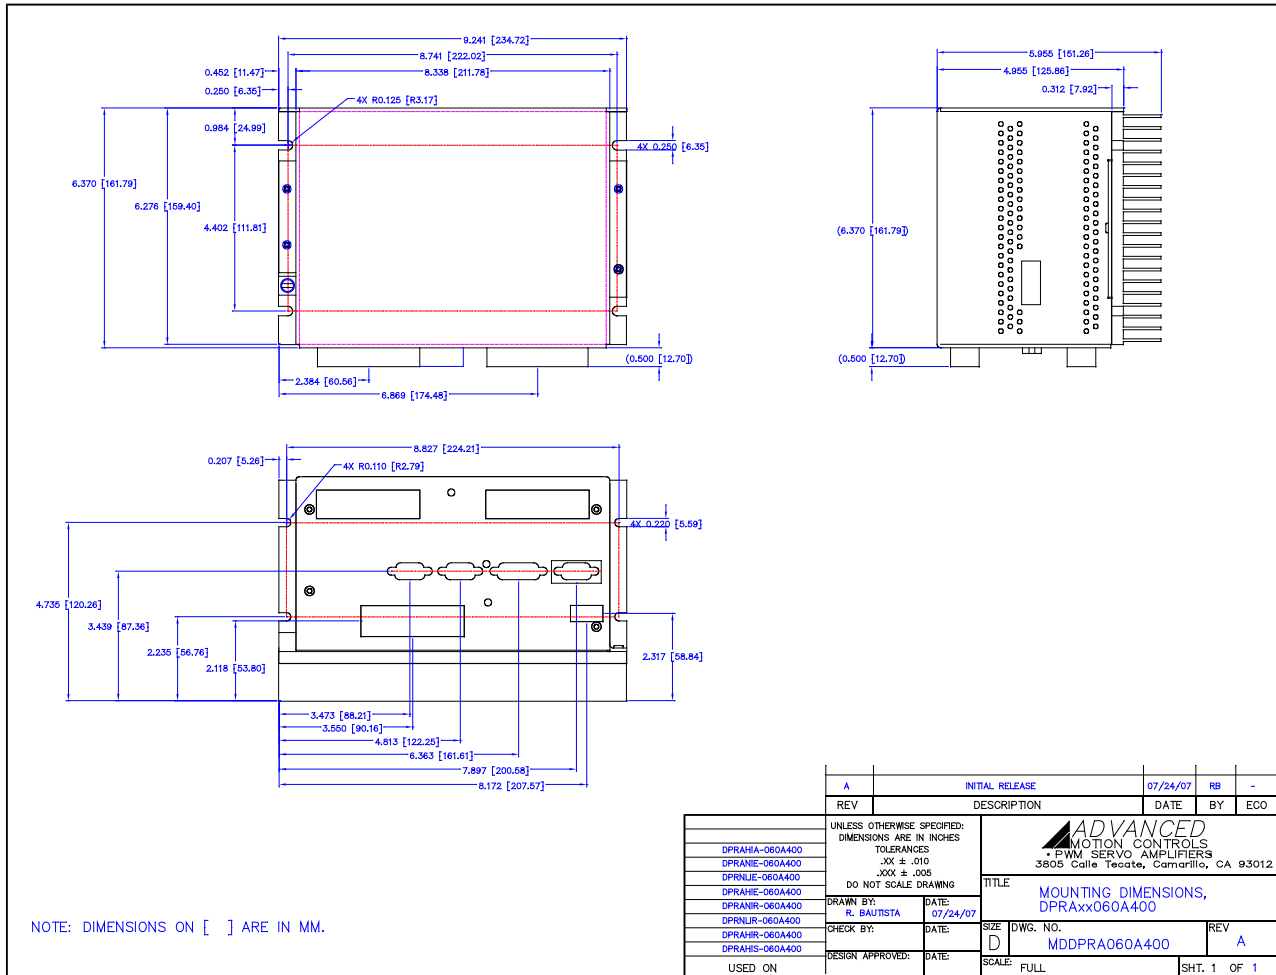 9.241 [234.72]
8.741 [222.02]
0.452 [11.47]
8.338 [211.78]
0.250 [6.35]
4X R0.125 [R3.17]
0.984 [24.99]
4X 0.250 [6.35]
6.370 [161.79]
6.276 [159.40]
4.402 [111.81]
(0.500 [12.70])
2.384 [60.56]
6.869 [174.48]
5.955 [151.26]
4.955 [125.86]
0.312 [7.92]
(6.370 [161.79])
(0.500 [12.70])
8.827 [224.21]
0.207 [5.26]
4X R0.110 [R2.79]
4X 0.220 [5.59]
4.735 [120.26]
3.439 [87.36]
2.235 [56.76]
2.118 [53.80]
2.317 [58.84]
3.473 [88.21]
3.550 [90.16]
4.813 [122.25]
6.363 [161.61]
7.897 [200.58]
8.172 [207.57]
NOTE: DIMENSIONS ON [ ] ARE IN MM.
A INITIAL RELEASE 07/24/07 RB -
REV DESCRIPTION DATE BY ECO
DPRAHIA-060A400
DPRANIE-060A400
DPRNLIE-060A400
DPRAHIE-060A400
DPRANIR-060A400
DPRNLIR-060A400
DPRAHIR-060A400
DPRAHIS-060A400
USED ON
UNLESS OTHERWISE SPECIFIED:
DIMENSIONS ARE IN INCHES
TOLERANCES
.XX ± .010
.XXX ± .005
DO NOT SCALE DRAWING
DRAWN BY: DATE:
R. BAUTISTA 07/24/07
CHECK BY: DATE:
DESIGN APPROVED: DATE:
ADVANCED
MOTION CONTROLS
• PWM SERVO AMPLIFIERS
3805 Calle Tecate, Camarillo, CA 93012
TITLE
MOUNTING DIMENSIONS,
DPRAxx060A400
SIZE DWG. NO. REV
D MDDPRA060A400 A
SCALE: FULL SHT. 1 OF 1